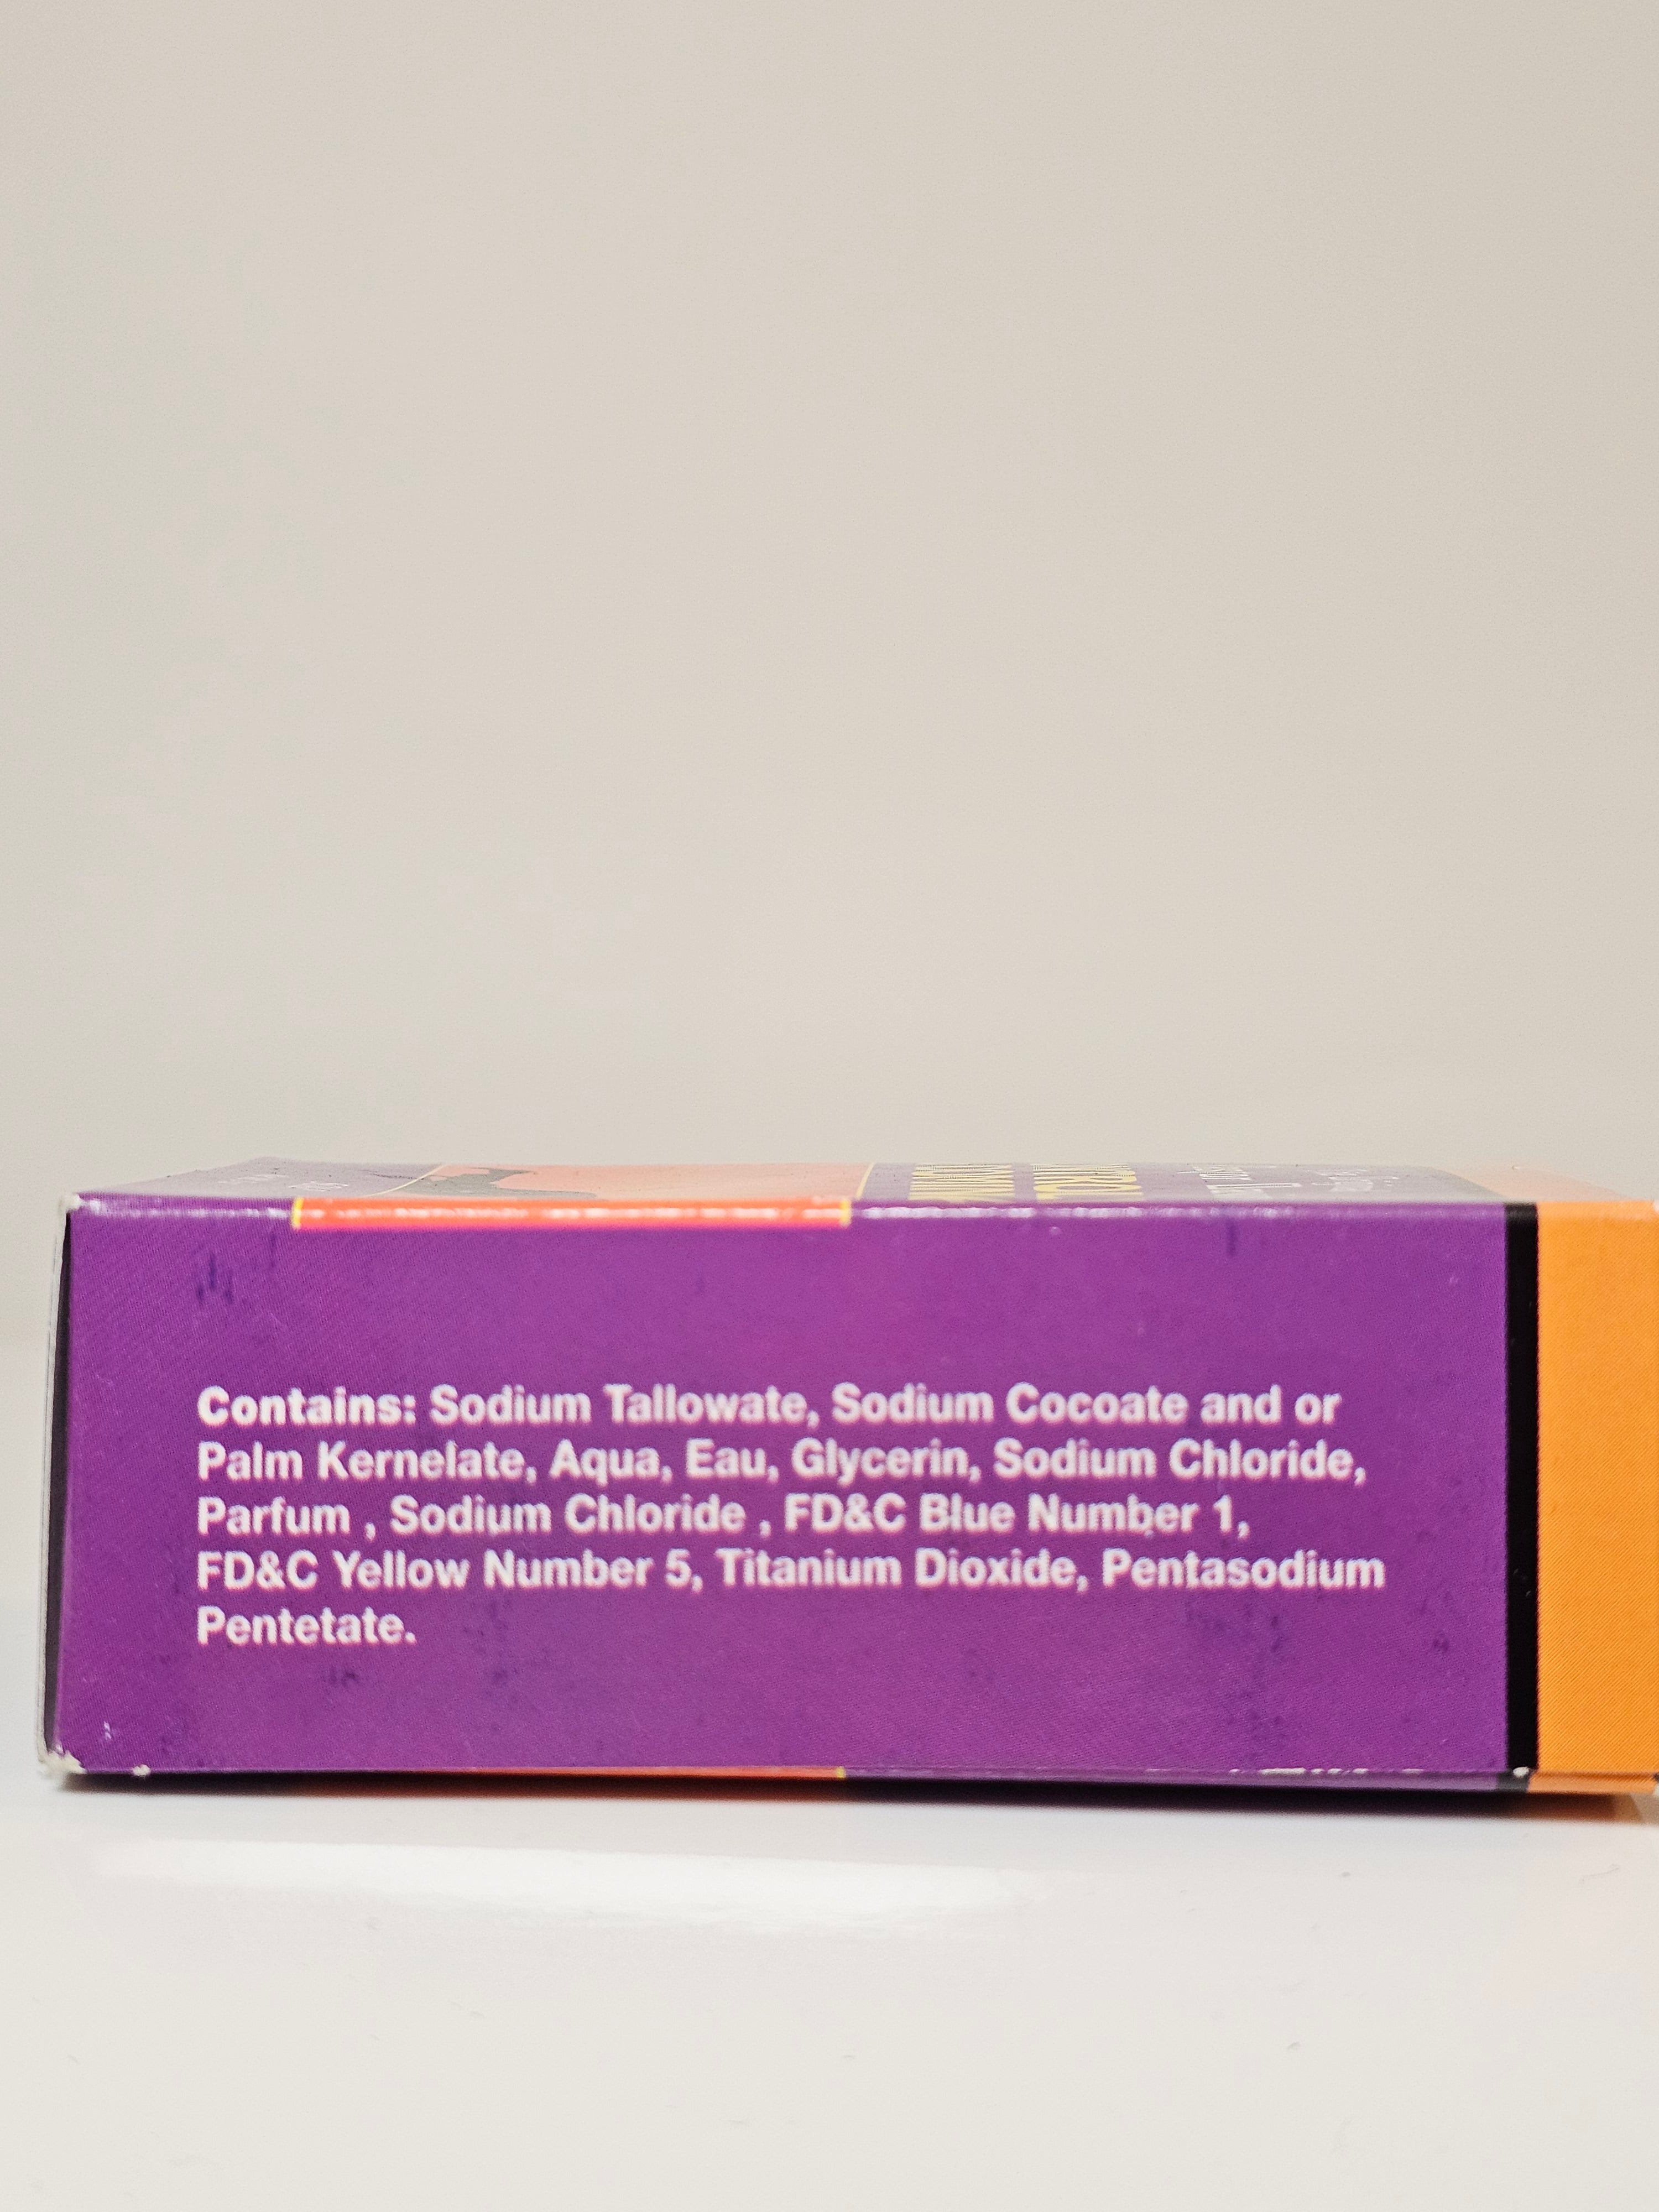 Contains: Sodium Tallowate, Sodium Cocoate and or
Palm Kernelate, Aqua, Eau, Glycerin, Sodium Chloride,
Parfum , Sodium Chloride , FD&C Blue Number 1,
FD&C Yellow Number 5, Titanium Dioxide, Pentasodium
Pentetate.